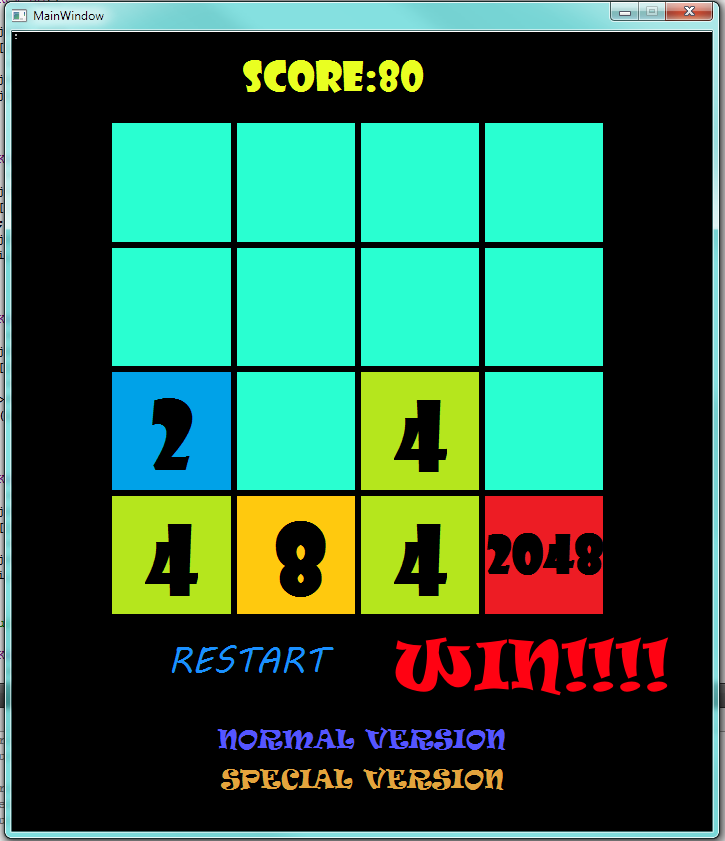 MainWindow
SCORE:80
2 4
4 8 4 2048
RESTART WIN!!!!
NORMAL VERSION
SPECIAL VERSION